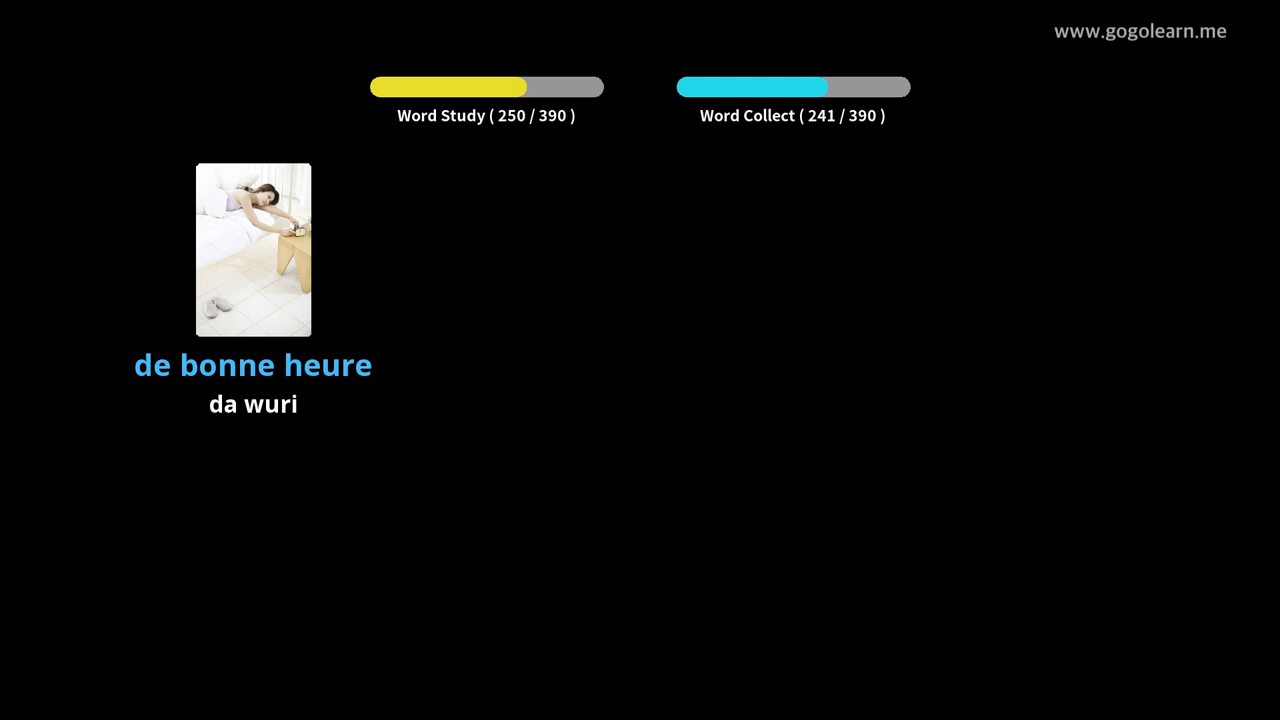 www.gogolearn.me
Word Study ( 250 / 390 )
Word Collect ( 241 / 390 )
de bonne heure
da wuri